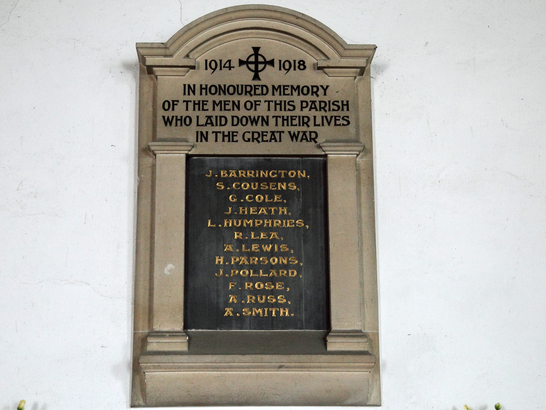 1914 1918
IN HONOURED MEMORY
OF THE MEN OF THIS PARISH
WHO LAID DOWN THEIR LIVES
IN THE GREAT WAR
J. BARRINGTON,
S. COUSENS,
G. COLE,
J. HEATH,
L. HUMPHRIES,
R. LEA,
A. LEWIS,
H. PARSONS,
J. POLLARD,
F. ROSE,
A. RUSS,
A. SMITH.